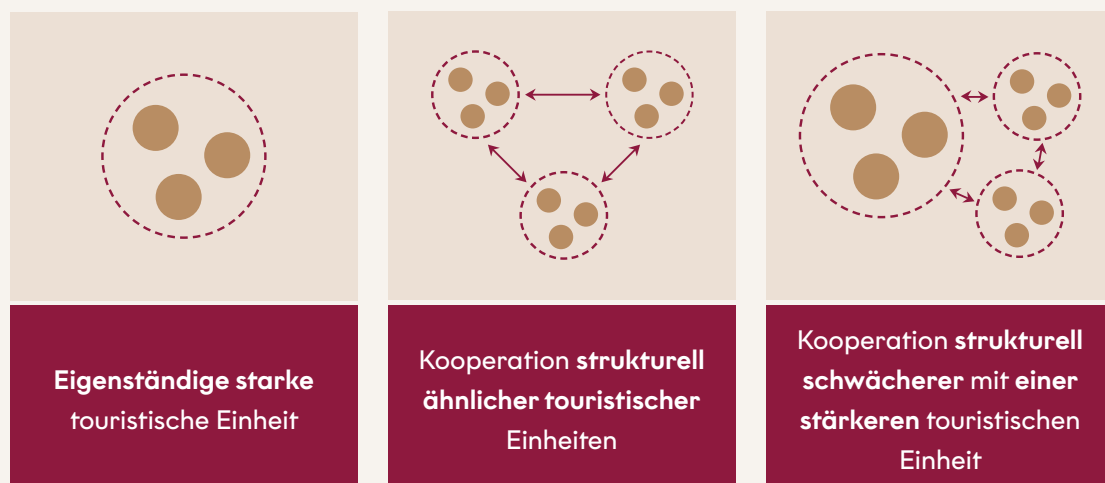 Eigenständige starke
touristische Einheit
Kooperation strukturell
ähnlicher touristischer
Einheiten
Kooperation strukturell
schwächerer mit einer
stärkeren touristischen
Einheit